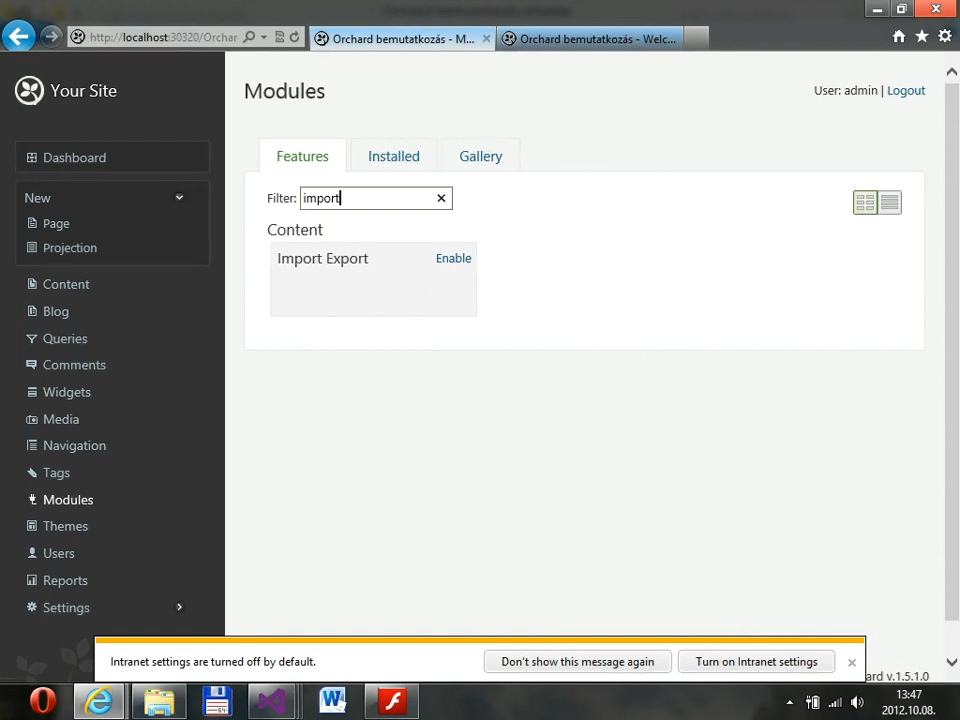 http://localhost:30320/Orchar
Orchard bemutatkozás - M...
Orchard bemutatkozás - Welc...
Your Site
Modules
User: admin | Logout
Dashboard
Features
Installed
Gallery
New
Filter: import
Page
Content
Projection
Import Export
Enable
Content
Blog
Queries
Comments
Widgets
Media
Navigation
Tags
Modules
Themes
Users
Reports
Settings
Intranet settings are turned off by default.
Don't show this message again
Turn on Intranet settings
ard v.1.5.1.0
13:47
2012.10.08.